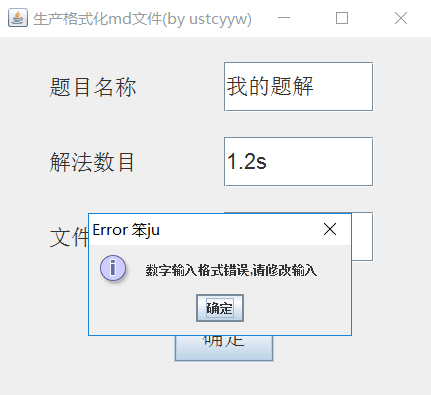 生产格式化md文件(by ustcyyw)
题目名称
我的题解
解法数目
1.2s
文件
Error 笨ju
数字输入格式错误,请修改输入
确定
确定